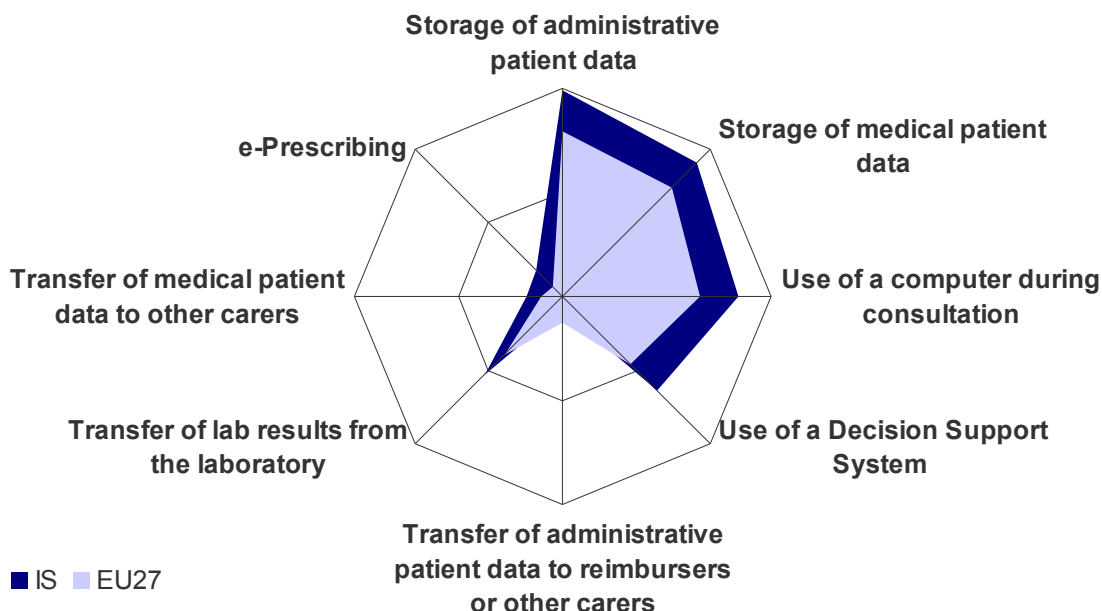 Storage of administrative
patient data
Storage of medical patient
data
Use of a computer during
consultation
Use of a Decision Support
System
Transfer of administrative
patient data to reimbursers
or other carers
Transfer of lab results from
the laboratory
Transfer of medical patient
data to other carers
e-Prescribing
IS EU27